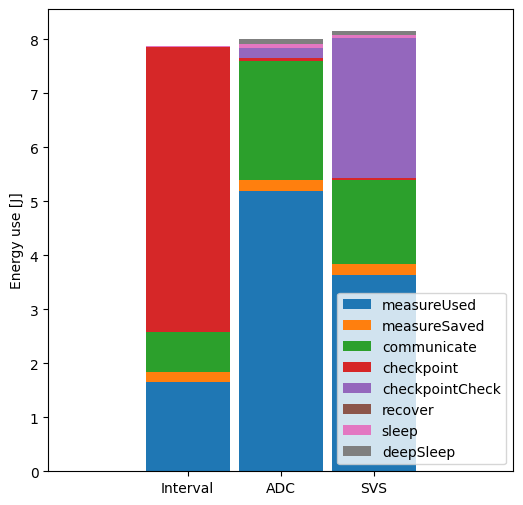 Energy use [J]
8
7
6
5
4
3
2
1
0
Interval
ADC
SVS
measureUsed
measureSaved
communicate
checkpoint
checkpointCheck
recover
sleep
deepSleep